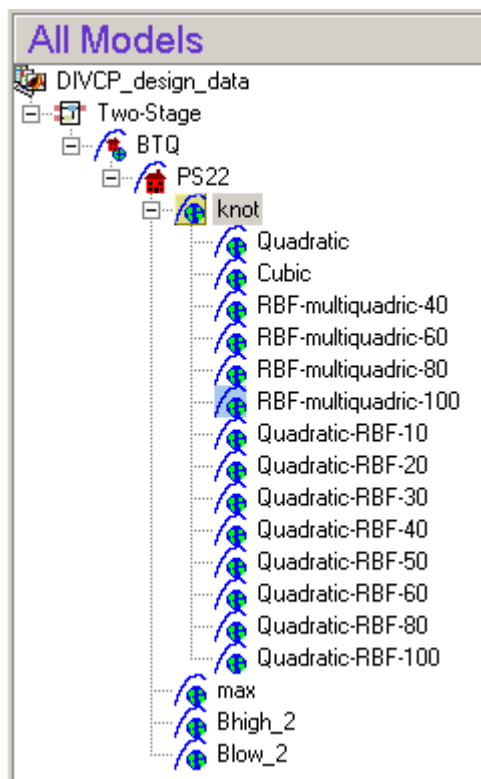 All Models
DIVCP_design_data
Two-Stage
BTQ
PS22
knot
Quadratic
Cubic
RBF-multiquadric-40
RBF-multiquadric-60
RBF-multiquadric-80
RBF-multiquadric-100
Quadratic-RBF-10
Quadratic-RBF-20
Quadratic-RBF-30
Quadratic-RBF-40
Quadratic-RBF-50
Quadratic-RBF-60
Quadratic-RBF-80
Quadratic-RBF-100
max
Bhigh_2
Blow_2